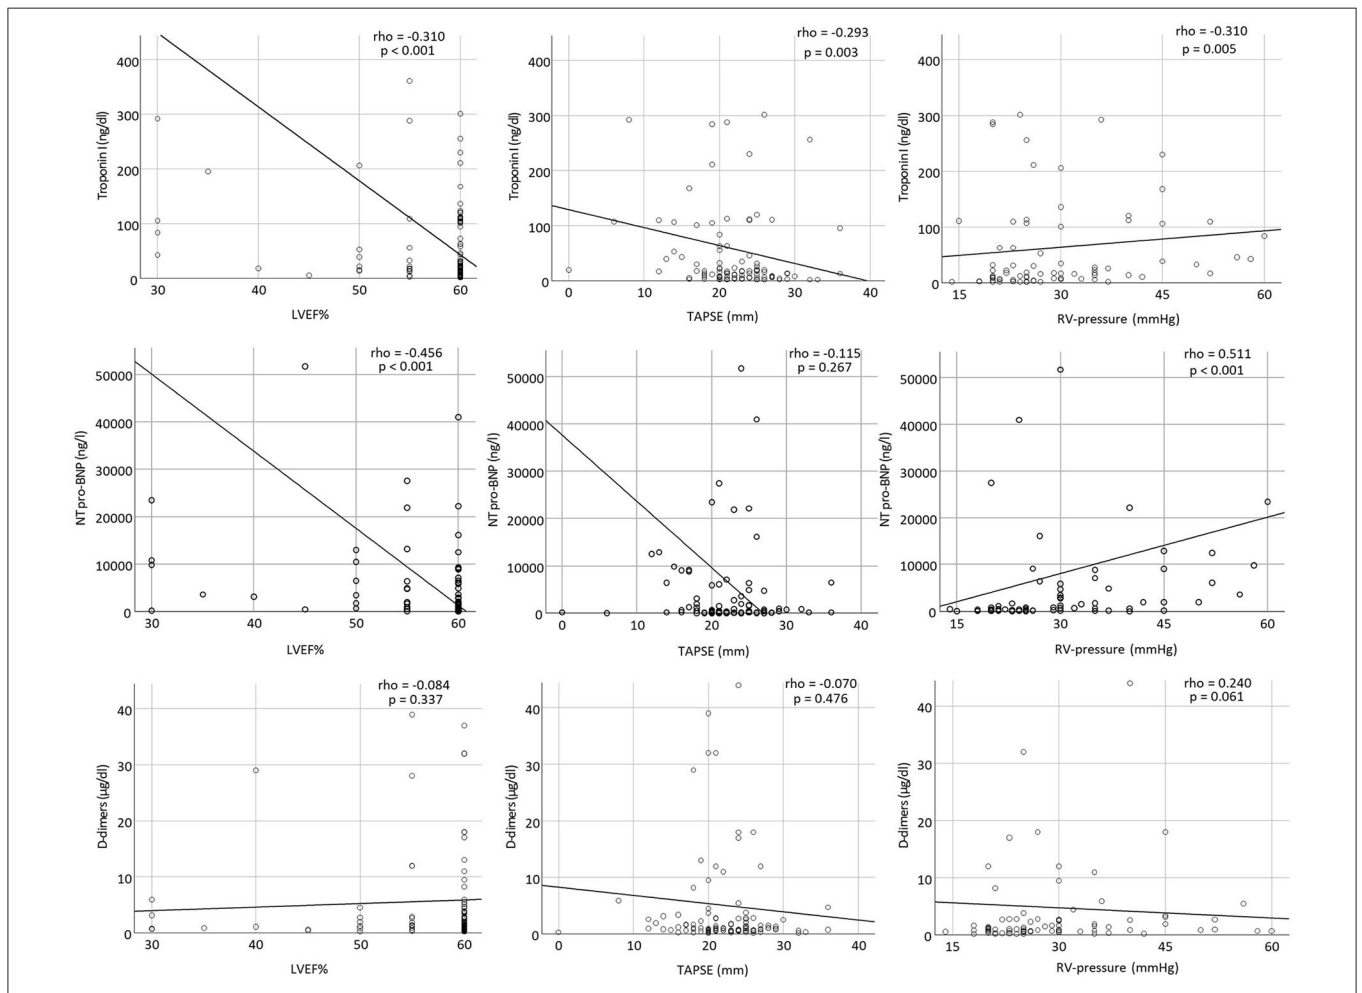 rho = -0.310
p < 0.001
400
300
200
100
0
Troponin I (ng/dl)
30 40 50 60
LVEF%
rho = -0.293
p = 0.003
400
300
200
100
0
Troponin I (ng/dl)
0 10 20 30 40
TAPSE (mm)
rho = -0.310
p = 0.005
400
300
200
100
0
Troponin I (ng/dl)
15 30 45 60
RV-pressure (mmHg)
rho = -0.456
p < 0.001
50000
40000
30000
20000
10000
0
NT pro-BNP (ng/l)
30 40 50 60
LVEF%
rho = -0.115
p = 0.267
50000
40000
30000
20000
10000
0
NT pro-BNP (ng/l)
0 10 20 30 40
TAPSE (mm)
rho = 0.511
p < 0.001
50000
40000
30000
20000
10000
0
NT pro-BNP (ng/l)
15 30 45 60
RV-pressure (mmHg)
rho = -0.084
p = 0.337
40
30
20
10
0
D-dimers (µg/dl)
30 40 50 60
LVEF%
rho = -0.070
p = 0.476
40
30
20
10
0
D-dimers (µg/dl)
0 10 20 30 40
TAPSE (mm)
rho = 0.240
p = 0.061
40
30
20
10
0
D-dimers (µg/dl)
15 30 45 60
RV-pressure (mmHg)